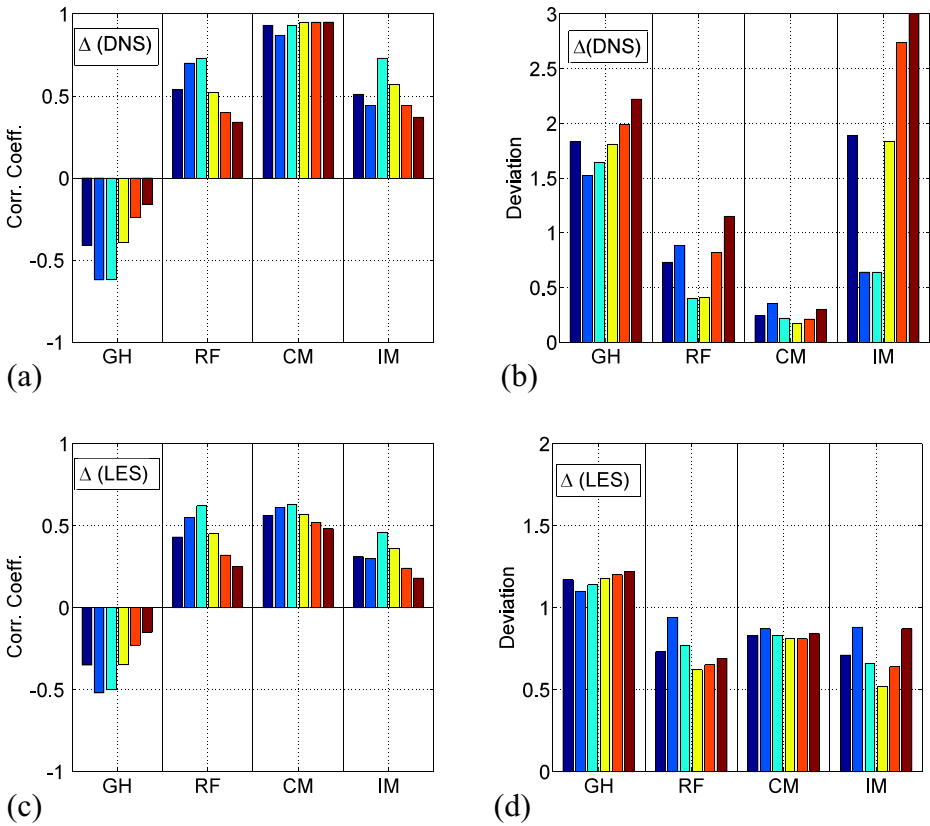 Δ (DNS)
1
0.5
0
-0.5
-1
Corr. Coeff.
GH RF CM IM
(a)
Δ(DNS)
3
2.5
2
1.5
1
0.5
0
Deviation
GH RF CM IM
(b)
Δ (LES)
1
0.5
0
-0.5
-1
Corr. Coeff.
GH RF CM IM
(c)
Δ (LES)
2
1.5
1
0.5
0
Deviation
GH RF CM IM
(d)